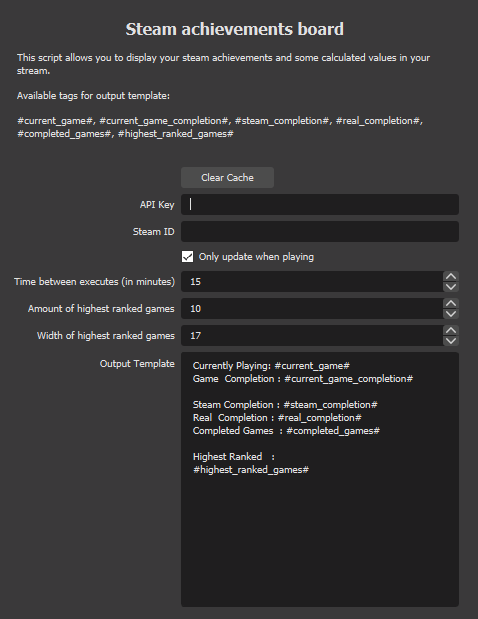 Steam achievements board
This script allows you to display your steam achievements and some calculated values in your
stream.
Available tags for output template:
#current_game#, #current_game_completion#, #steam_completion#, #real_completion#,
#completed_games#, #highest_ranked_games#
Clear Cache
API Key
Steam ID
Only update when playing
Time between executes (in minutes) 15
Amount of highest ranked games 10
Width of highest ranked games 17
Output Template
Currently Playing: #current_game#
Game  Completion : #current_game_completion#
Steam Completion : #steam_completion#
Real  Completion : #real_completion#
Completed Games  : #completed_games#
Highest Ranked   :
#highest_ranked_games#